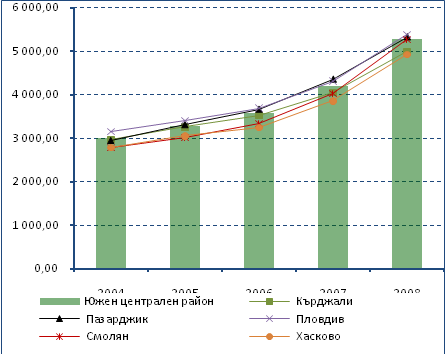 6 000,00
5 000,00
4 000,00
3 000,00
2 000,00
1 000,00
0,00
2004 2005 2006 2007 2008
Южен централен район Кърджали
Пазарджик Пловдив
Смолян Хасково